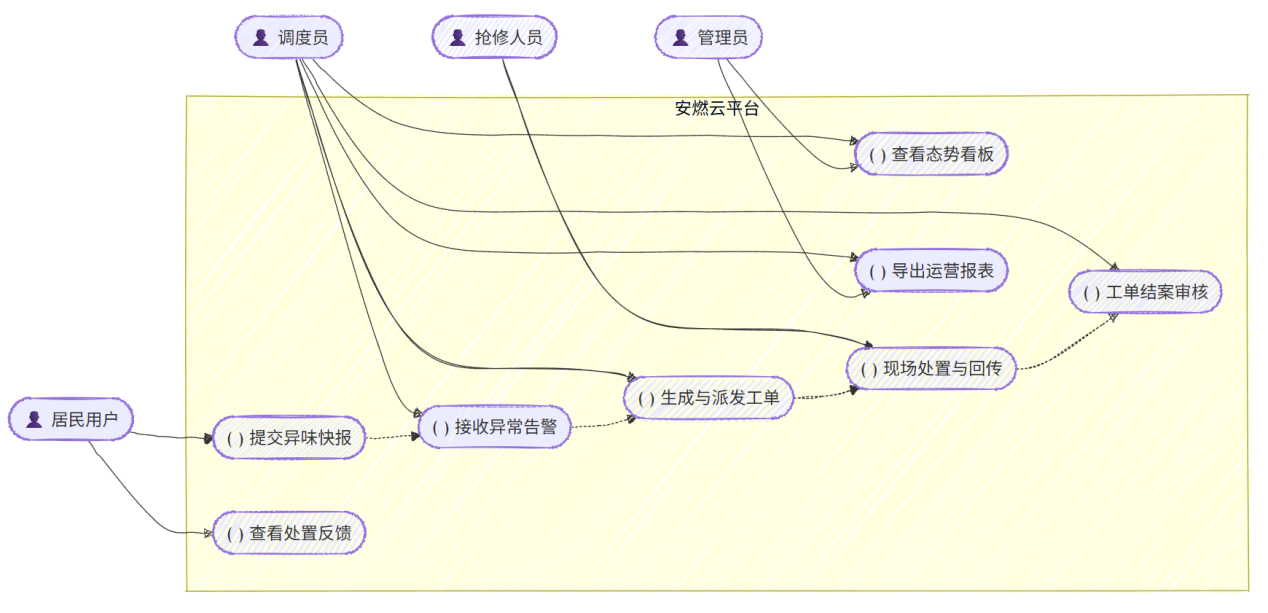 调度员
抢修人员
管理员
安燃云平台
( ) 查看态势看板
( ) 导出运营报表
( ) 工单结案审核
( ) 现场处置与回传
( ) 生成与派发工单
居民用户
( ) 提交异味快报
( ) 接收异常告警
( ) 查看处置反馈